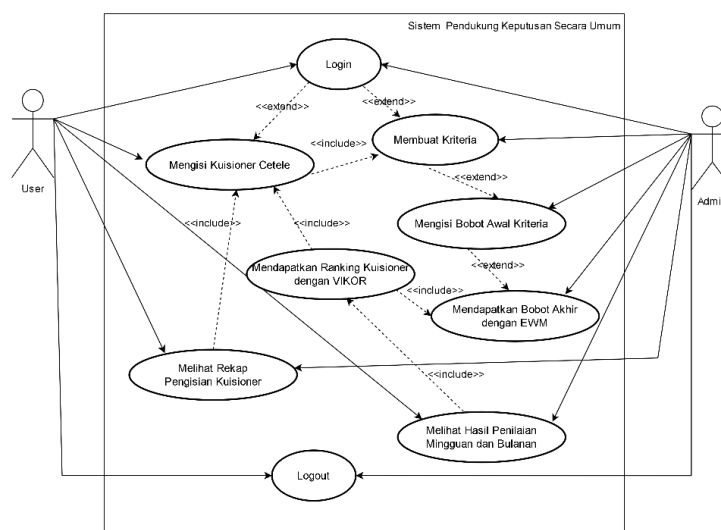 Sistem Pendukung Keputusan Secara Umum
Login
<<extend>>
<<extend>>
<<include>>
Membuat Kriteria
Mengisi Kuisioner Cetele
User
Admin
<<extend>>
<<include>>
<<include>>
Mengisi Bobot Awal Kriteria
<<extend>>
Mendapatkan Ranking Kuisioner
dengan VIKOR
<<include>>
Mendapatkan Bobot Akhir
dengan EWM
Melihat Rekap
Pengisian Kuisioner
<<include>>
Melihat Hasil Penilaian
Mingguan dan Bulanan
Logout